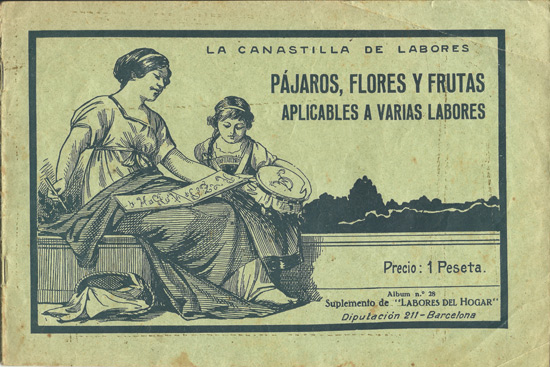 LA CANASTILLA DE LABORES
PÁJAROS, FLORES Y FRUTAS
APLICABLES A VARIAS LABORES
Precio: 1 Peseta.
Album n.º 28
Suplemento de "LABORES DEL HOGAR"
Diputación 211-Barcelona